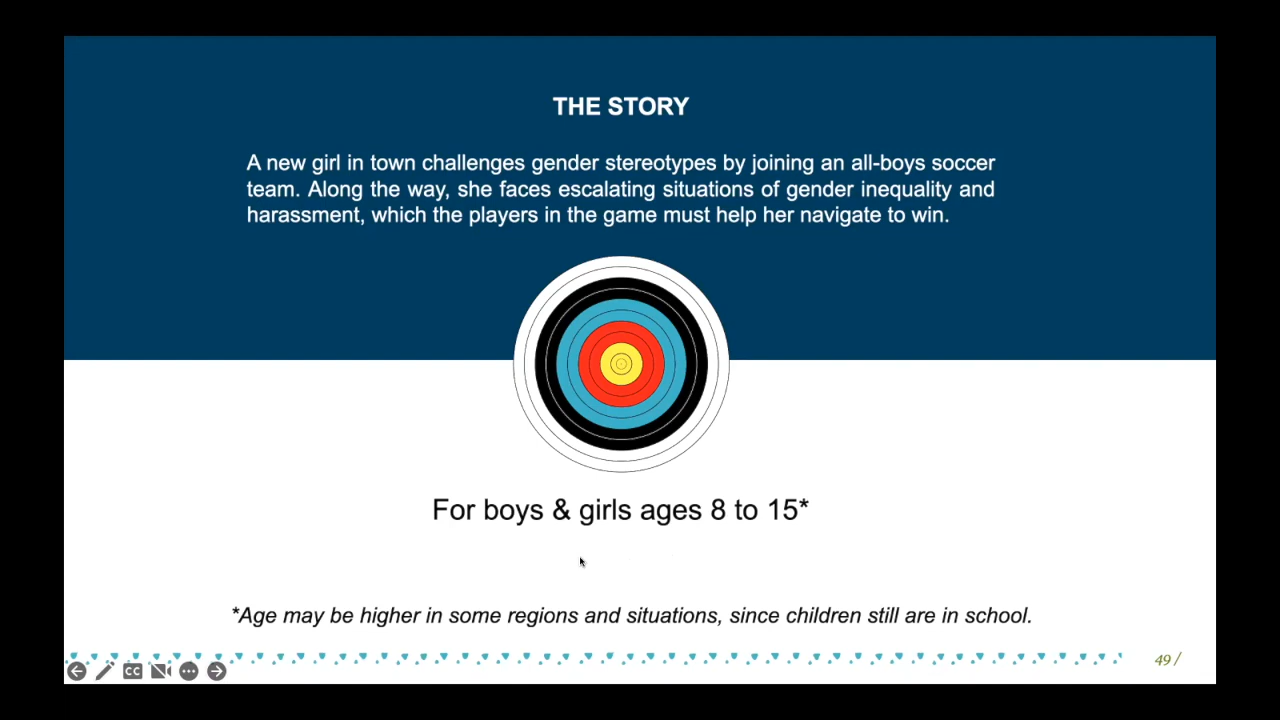 THE STORY
A new girl in town challenges gender stereotypes by joining an all-boys soccer
team. Along the way, she faces escalating situations of gender inequality and
harassment, which the players in the game must help her navigate to win.
For boys & girls ages 8 to 15*
*Age may be higher in some regions and situations, since children still are in school.
CC
49 /